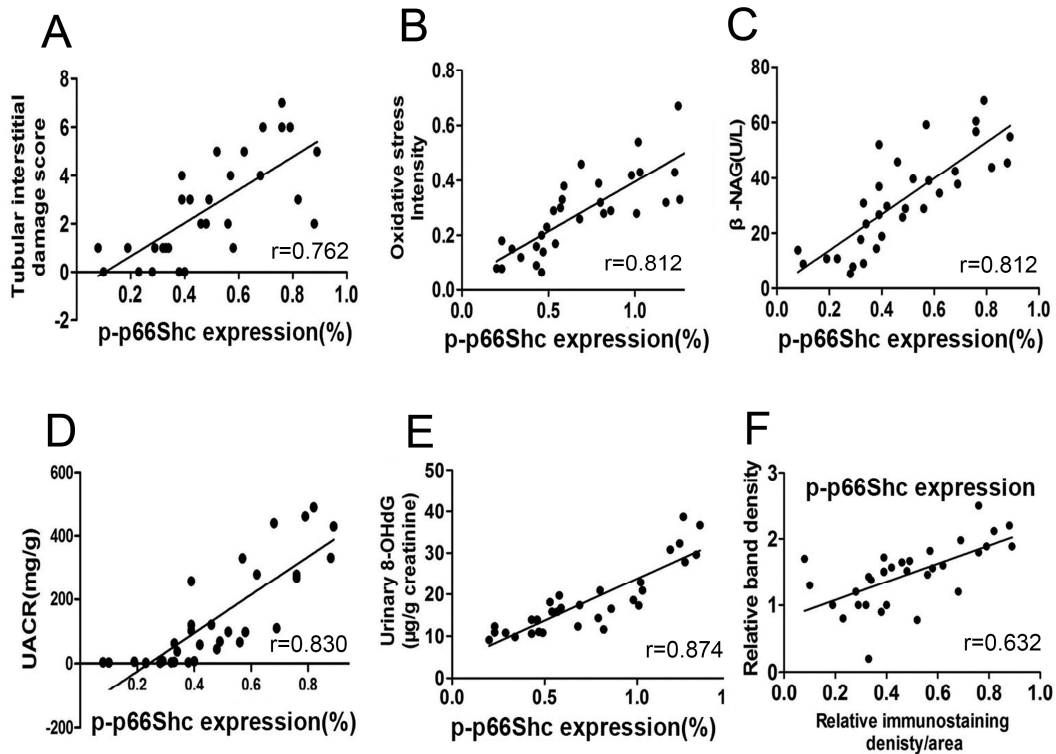 A
Tubular interstitial
damage score
8
6
4
2
0
-2
0.2
0.4
0.6
0.8
1.0
r=0.762
p-p66Shc expression(%)
B
Oxidative stress
Intensity
0.8
0.6
0.4
0.2
0.0
0.0
0.5
1.0
r=0.812
p-p66Shc expression(%)
C
β -NAG(U/L)
80
60
40
20
0
0.0
0.2
0.4
0.6
0.8
1.0
r=0.812
p-p66Shc expression(%)
D
UACR(mg/g)
600
400
200
0
-200
0.2
0.4
0.6
0.8
r=0.830
p-p66Shc expression(%)
E
Urinary 8-OHdG
(μg/g creatinine)
50
40
30
20
10
0
0.0
0.5
1.0
1
r=0.874
p-p66Shc expression(%)
F
p-p66Shc expression
Relative band density
3
2
1
0
0.0
0.2
0.4
0.6
0.8
1.0
r=0.632
Relative immunostaining
denisty/area